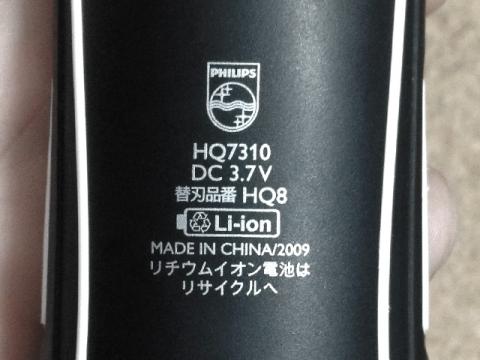 PHILIPS
HQ7310
DC 3.7V
替刃品番 HQ8
Li-ion
MADE IN CHINA/2009
リチウムイオン電池は
リサイクルへ